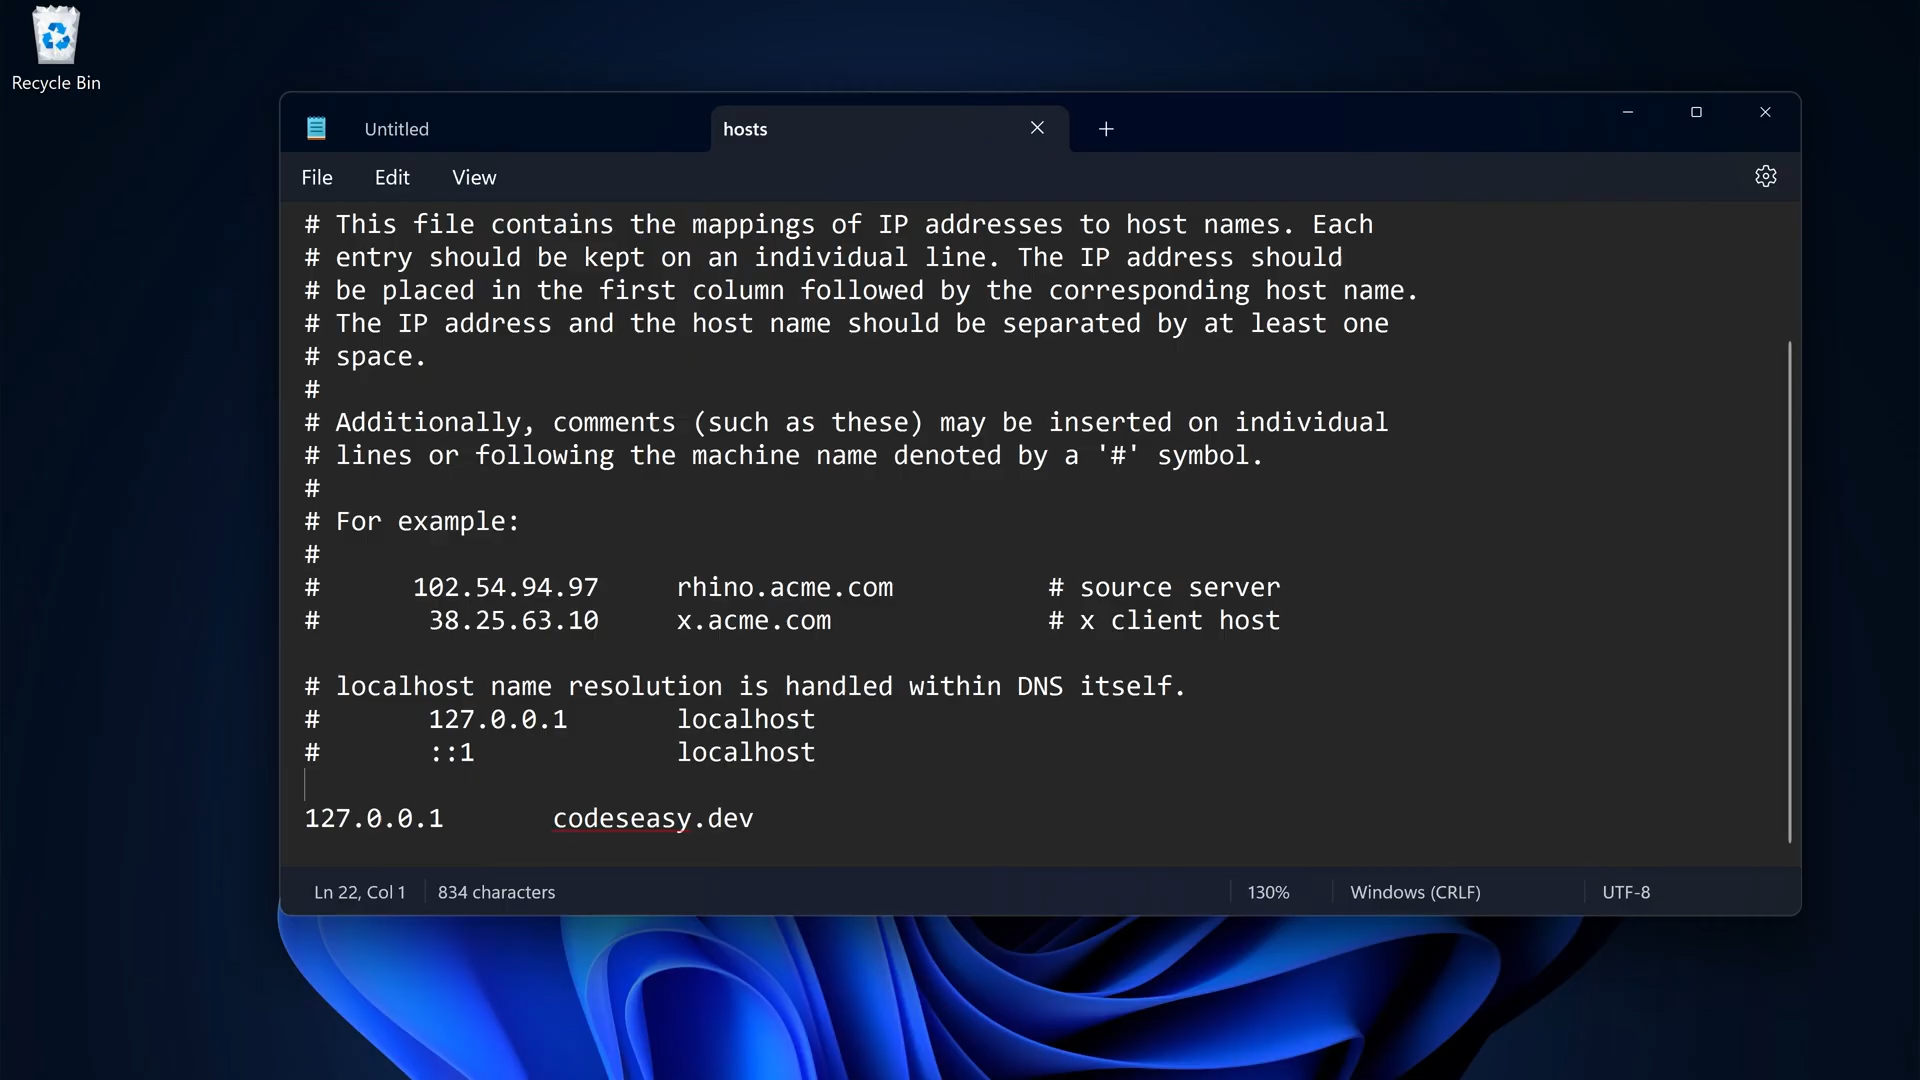 Recycle Bin
Untitled
hosts
File Edit View
# This file contains the mappings of IP addresses to host names. Each
# entry should be kept on an individual line. The IP address should
# be placed in the first column followed by the corresponding host name.
# The IP address and the host name should be separated by at least one
# space.
#
# Additionally, comments (such as these) may be inserted on individual
# lines or following the machine name denoted by a '#' symbol.
#
# For example:
#
#      102.54.94.97     rhino.acme.com          # source server
#       38.25.63.10     x.acme.com              # x client host
# localhost name resolution is handled within DNS itself.
#       127.0.0.1       localhost
#       ::1             localhost
127.0.0.1       codeseasy.dev
Ln 22, Col 1 834 characters 130% Windows (CRLF) UTF-8